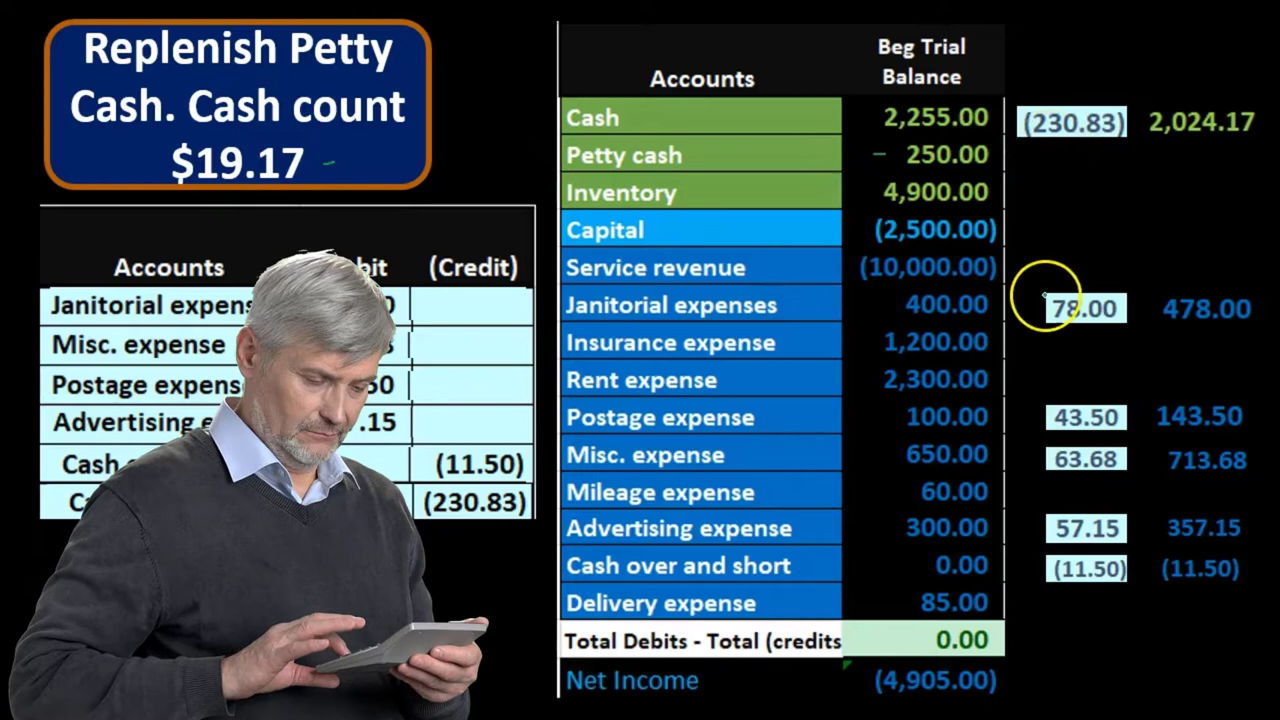 Replenish Petty
Cash. Cash count
$19.17
Accounts (Credit)
Janitorial
Misc. expense
Postage
Advertising .15
Cash (11.50)
(230.83)
Accounts Beg Trial Balance
Cash 2,255.00 (230.83) 2,024.17
Petty cash 250.00
Inventory 4,900.00
Capital (2,500.00)
Service revenue (10,000.00)
Janitorial expenses 400.00 78.00 478.00
Insurance expense 1,200.00
Rent expense 2,300.00
Postage expense 100.00 43.50 143.50
Misc. expense 650.00 63.68 713.68
Mileage expense 60.00
Advertising expense 300.00 57.15 357.15
Cash over and short 0.00 (11.50) (11.50)
Delivery expense 85.00
Total Debits - Total (credits 0.00
Net Income (4,905.00)